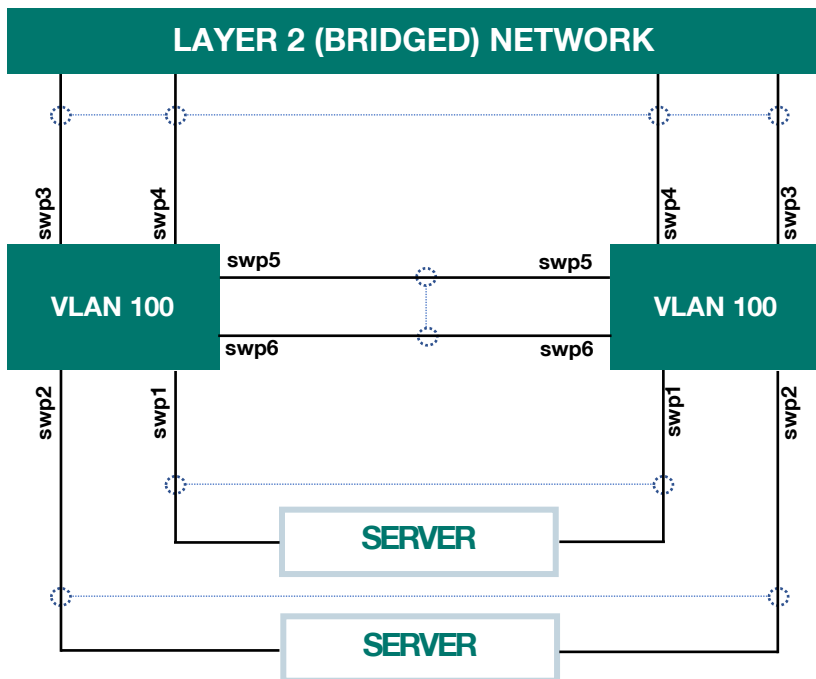 LAYER 2 (BRIDGED) NETWORK
swp3
swp4
swp4
swp3
swp5
swp5
VLAN 100
VLAN 100
swp6
swp6
swp2
swp1
swp1
swp2
SERVER
SERVER